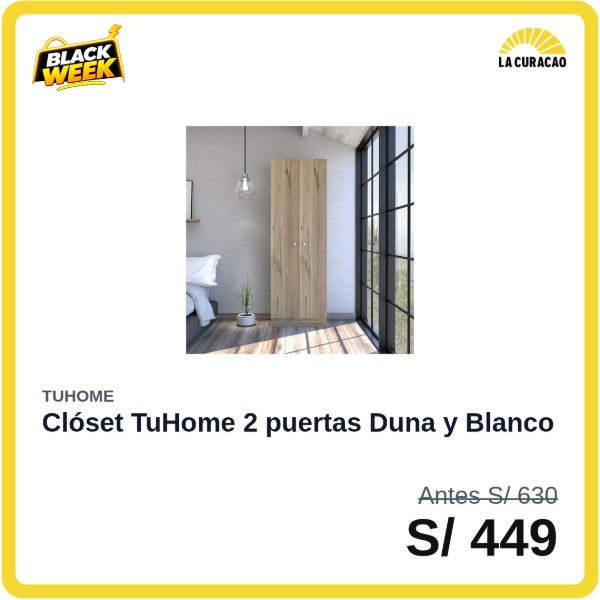 BLACK
WEEK
LA CURACAO
TUHOME
Clóset TuHome 2 puertas Duna y Blanco
Antes S/ 630
S/ 449